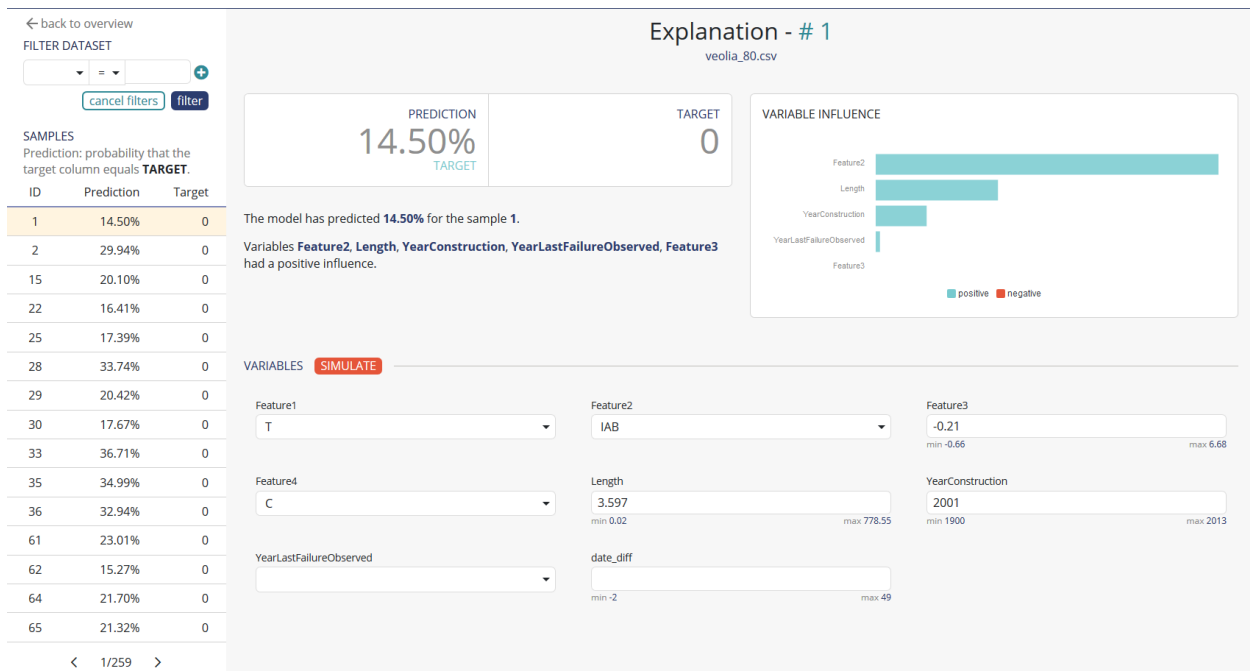 ← back to overview
FILTER DATASET
=
cancel filters filter
SAMPLES
Prediction: probability that the
target column equals TARGET.
ID Prediction Target
1 14.50% 0
2 29.94% 0
15 20.10% 0
22 16.41% 0
25 17.39% 0
28 33.74% 0
29 20.42% 0
30 17.67% 0
33 36.71% 0
35 34.99% 0
36 32.94% 0
61 23.01% 0
62 15.27% 0
64 21.70% 0
65 21.32% 0
< 1/259 >
Explanation - # 1
veolia_80.csv
PREDICTION
14.50%
TARGET
TARGET
0
The model has predicted 14.50% for the sample 1.
Variables Feature2, Length, YearConstruction, YearLastFailureObserved, Feature3
had a positive influence.
VARIABLE INFLUENCE
Feature2
Length
YearConstruction
YearLastFailureObserved
Feature3
positive negative
VARIABLES SIMULATE
Feature1
T
Feature2
IAB
Feature3
-0.21
min -0.66 max 6.68
Feature4
C
Length
3.597
min 0.02 max 778.55
YearConstruction
2001
min 1900 max 2013
YearLastFailureObserved
date_diff
min -2 max 49